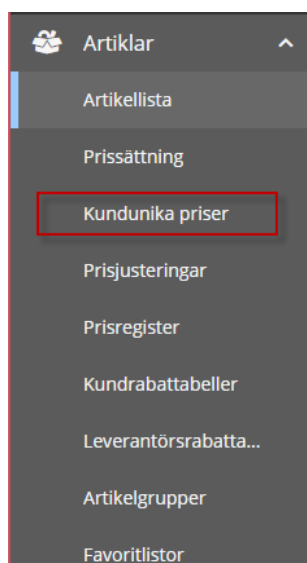 Artiklar
Artikellista
Prissättning
Kundunika priser
Prisjusteringar
Prisregister
Kundrabattabeller
Leverantörsrabatta...
Artikelgrupper
Favoritlistor